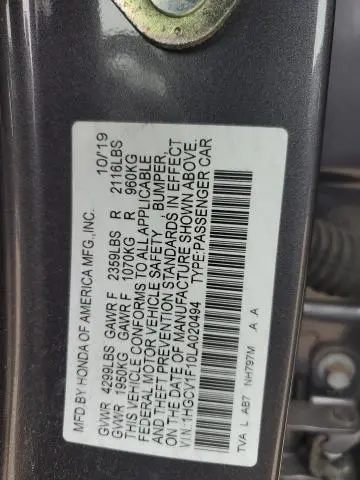 MFD.BY HONDA OF AMERICA MFG.,INC. 10/19
GVWR 4299LBS GAWR F 2359LBS R 2116LBS
GVWR 1950KG GAWR F 1070KG R 960KG
THIS VEHICLE CONFORMS TO ALL APPLICABLE
FEDERAL MOTOR VEHICLE SAFETY , BUMPER,
AND THEFT PREVENTION STANDARDS IN EFFECT
ON THE DATE OF MANUFACTURE SHOWN ABOVE.
VIN:1HGCV1F10LA020494 TYPE:PASSENGER CAR
TVA L AB7 NH797M A A